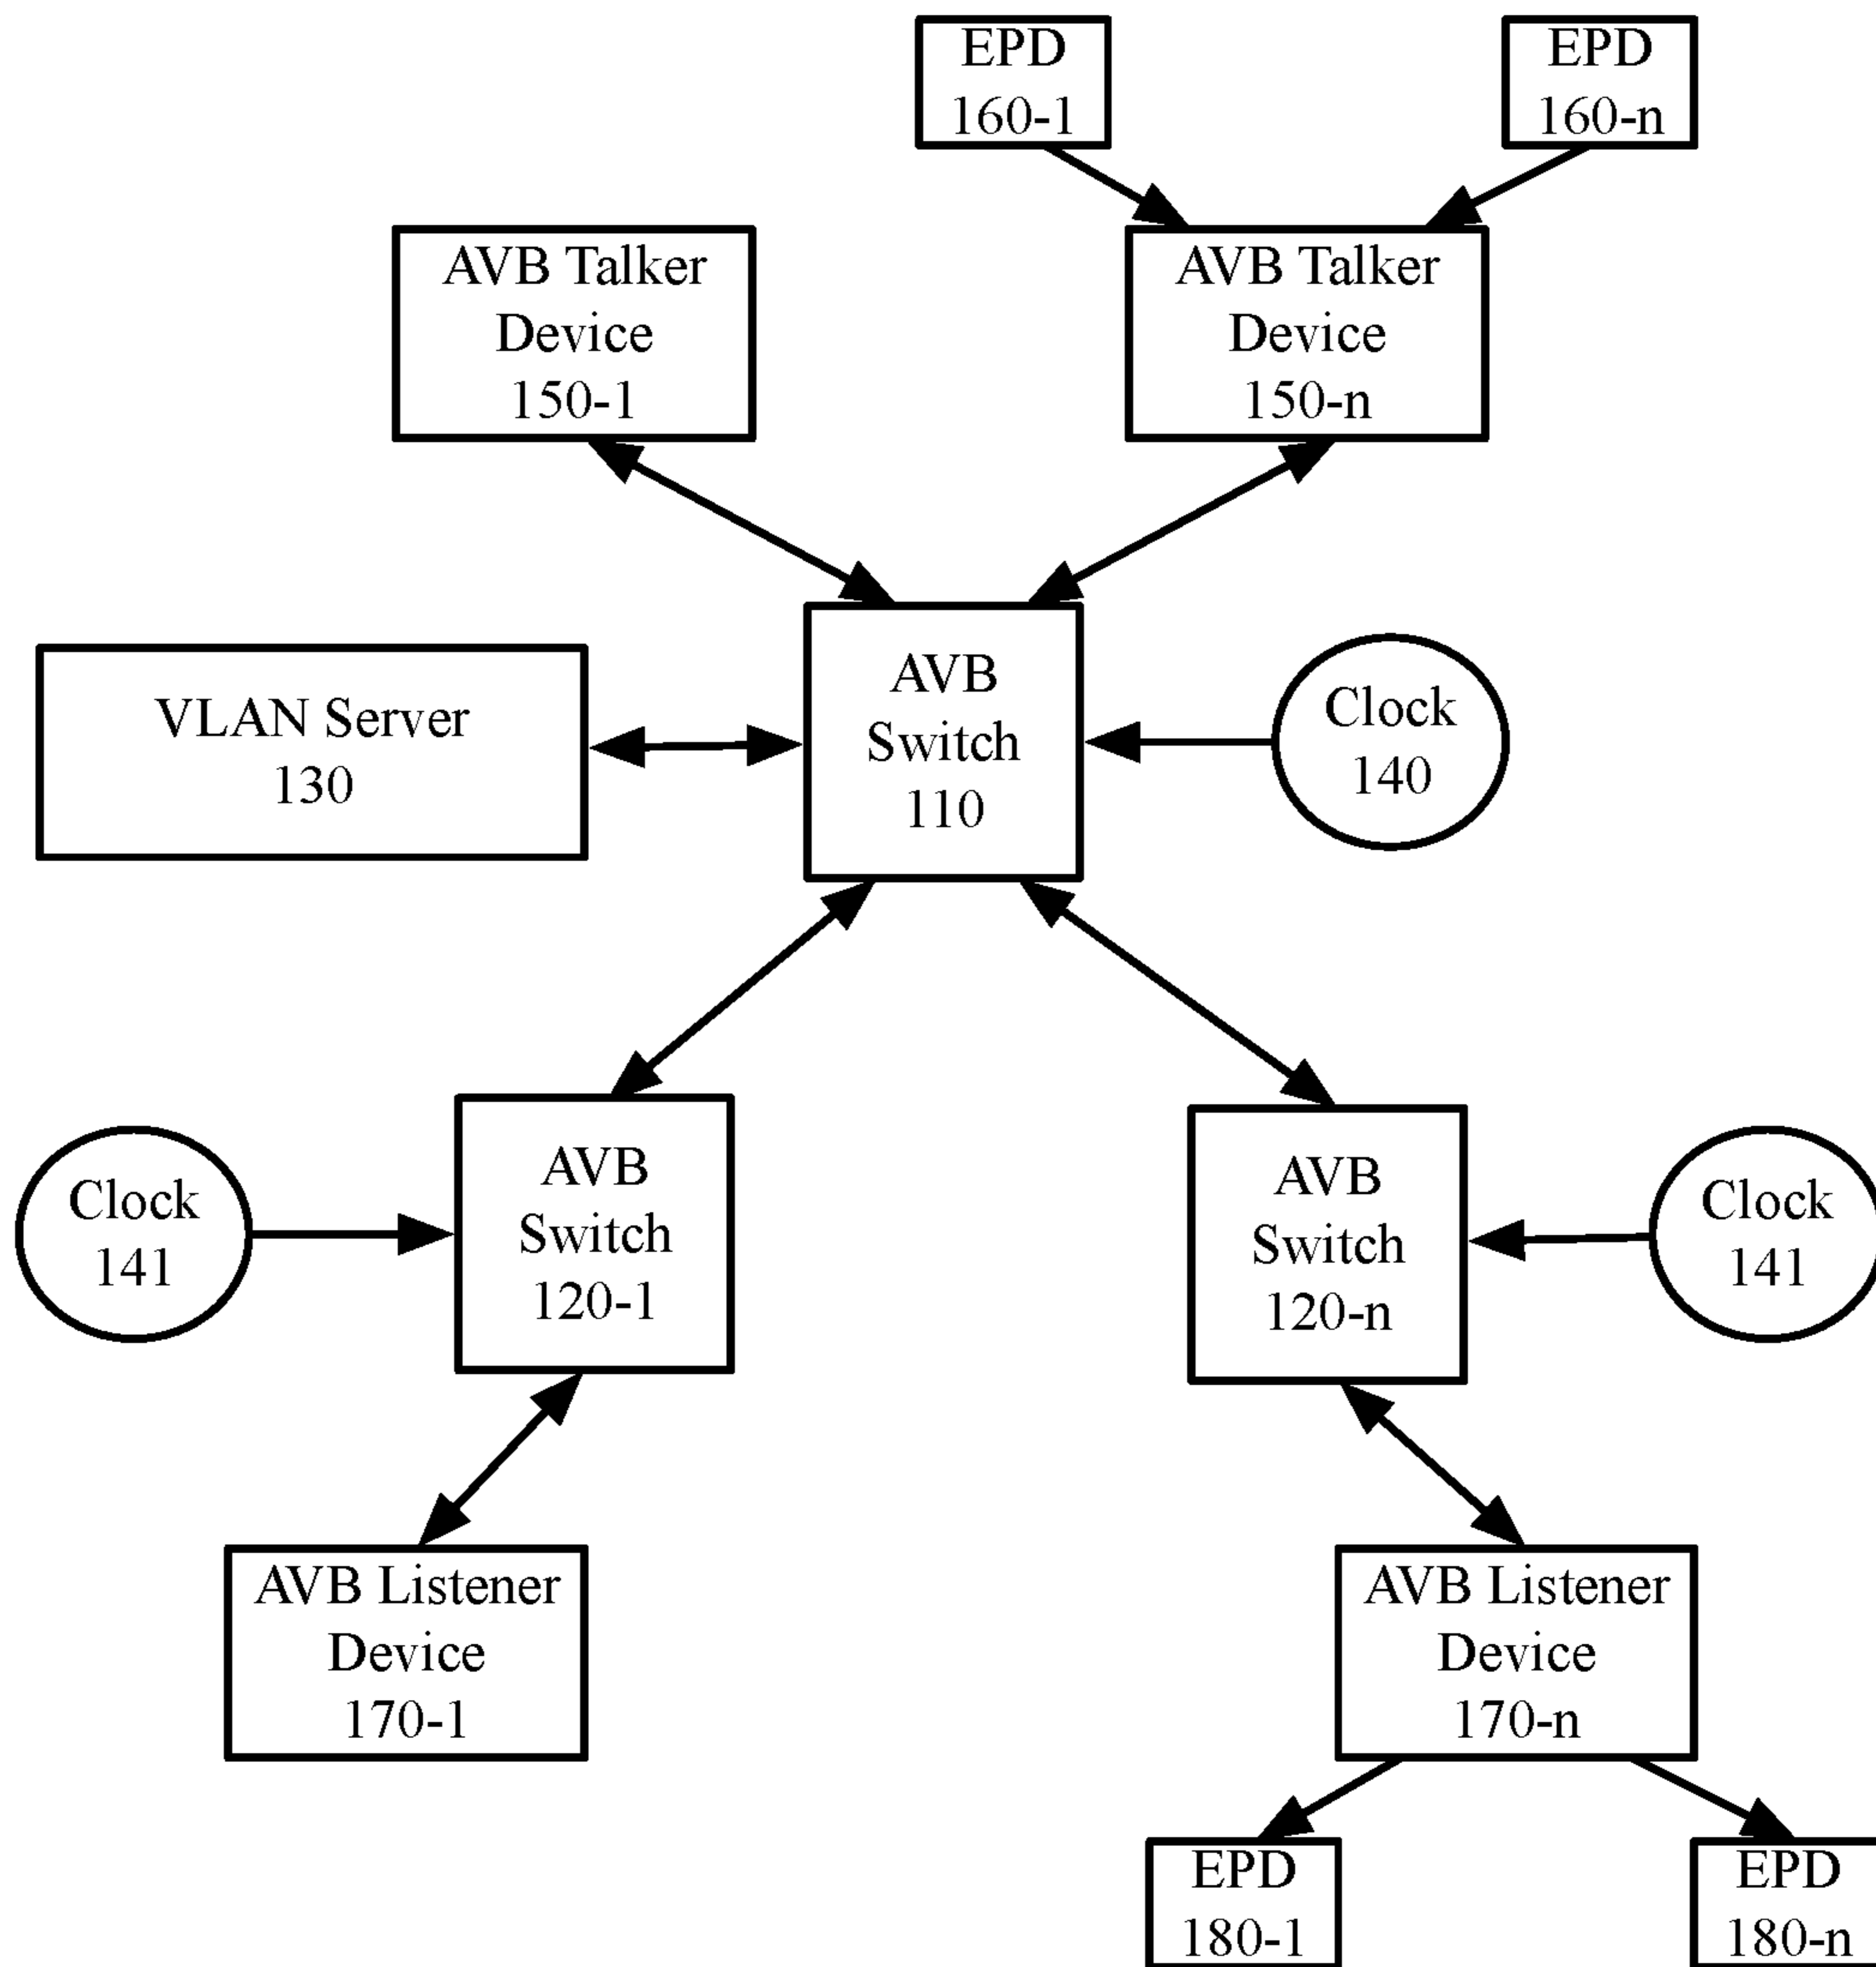 EPD
160-1
EPD
160-n
AVB Talker
Device
150-1
AVB Talker
Device
150-n
VLAN Server
130
AVB
Switch
110
Clock
140
Clock
141
AVB
Switch
120-1
AVB
Switch
120-n
Clock
141
AVB Listener
Device
170-1
AVB Listener
Device
170-n
EPD
180-1
EPD
180-n